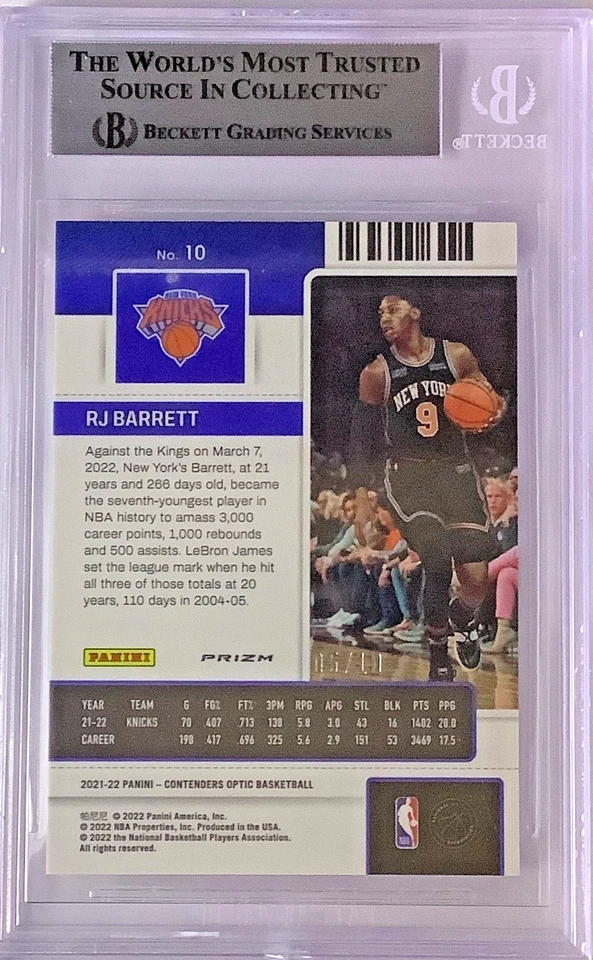 THE WORLD'S MOST TRUSTED
SOURCE IN COLLECTING™
B BECKETT GRADING SERVICES
B
BECKETT®
No. 10
NEW YORK
KNICKS
RJ BARRETT
Against the Kings on March 7,
2022, New York's Barrett, at 21
years and 266 days old, became
the seventh-youngest player in
NBA history to amass 3,000
career points, 1,000 rebounds
and 500 assists. LeBron James
set the league mark when he hit
all three of those totals at 20
years, 110 days in 2004-05.
NEW YORK
9
PANINI PRIZM
YEAR TEAM G FG% FT% 3PM RPG APG STL BLK PTS PPG
21-22 KNICKS 70 .407 .713 130 5.8 3.0 43 16 1402 20.0
CAREER 198 .417 .696 325 5.6 2.9 151 53 3469 17.5
2021-22 PANINI – CONTENDERS OPTIC BASKETBALL
帕尼尼 © 2022 Panini America, Inc.
© 2022 NBA Properties, Inc. Produced in the USA.
© 2022 the National Basketball Players Association.
All rights reserved.
NBA